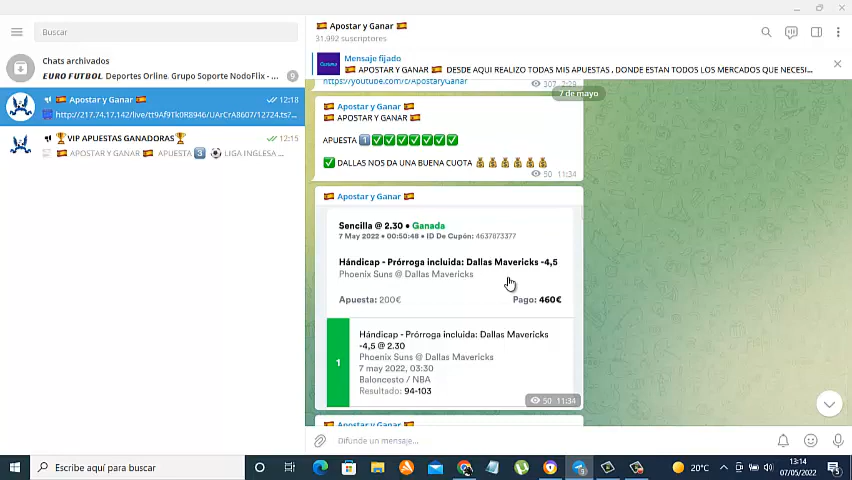 Buscar
Chats archivados
EURO FUTBOL Deportes Online, Grupo Soporte NodoFlix - ...
9
Apostar y Ganar
12:18
http://217.74.17.142/live/tt9Af9Tk0R8946/UArCrA8607/12724.ts?...
VIP APUESTAS GANADORAS
12:15
APOSTAR Y GANAR APUESTA 3 LIGA INGLESA ...
Apostar y Ganar
31.992 suscriptores
Mensaje fijado
APOSTAR Y GANAR DESDE AQUI REALIZO TODAS MIS APUESTAS , DONDE ESTAN TODOS LOS MERCADOS QUE NECESI...
https://youtube.com/c/ApostaryGanar
307 2:29
7 de mayo
Apostar y Ganar
APOSTAR Y GANAR
APUESTA 1
DALLAS NOS DA UNA BUENA CUOTA
50 11:34
Apostar y Ganar
Sencilla @ 2.30 • Ganada
7 May 2022 • 00:50:48 • ID De Cupón: 4637873377
Hándicap - Prórroga incluida: Dallas Mavericks -4,5
Phoenix Suns @ Dallas Mavericks
Apuesta: 200€ Pago: 460€
1
Hándicap - Prórroga incluida: Dallas Mavericks
-4,5 @ 2.30
Phoenix Suns @ Dallas Mavericks
7 may 2022, 03:30
Baloncesto / NBA
Resultado: 94-103
50 11:34
Apostar y Ganar
Difunde un mensaje...
Escribe aquí para buscar
20°C
13:14
07/05/2022